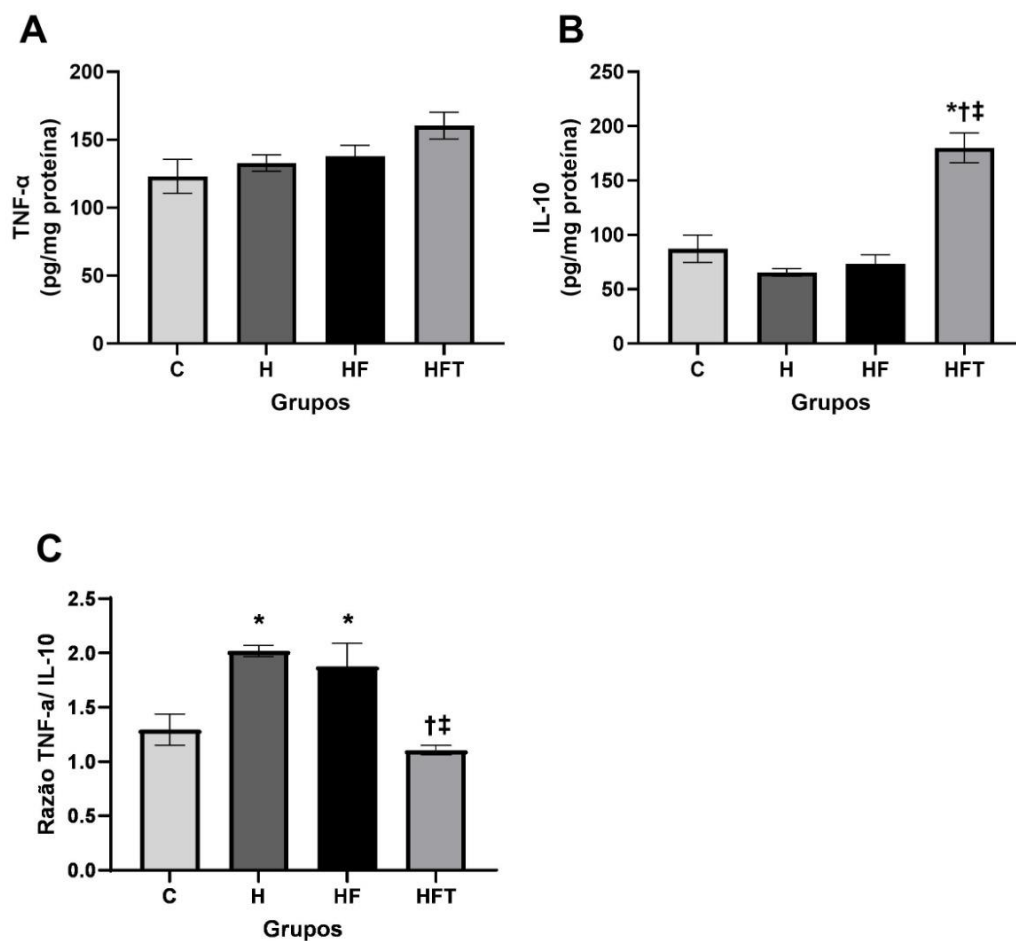 A
TNF-α
(pg/mg proteína)
200
150
100
50
0
C H HF HFT
Grupos
B
IL-10
(pg/mg proteína)
250
200
150
100
50
0
*†‡
C H HF HFT
Grupos
C
Razão TNF-a/ IL-10
2.5
2.0
1.5
1.0
0.5
0.0
* *
†‡
C H HF HFT
Grupos